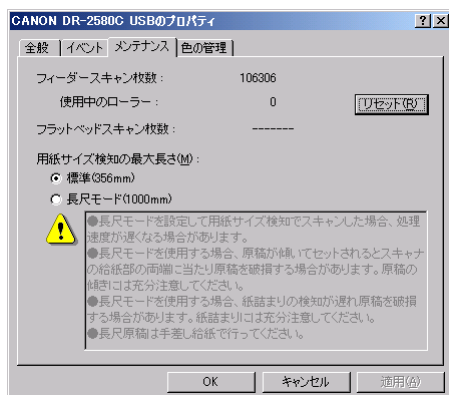 CANON DR-2580C USBのプロパティ
全般 イベント メンテナンス 色の管理
フィーダースキャン枚数： 106306
使用中のローラー： 0 リセット(R)
フラットベッドスキャン枚数： -------
用紙サイズ検知の最大長さ(M)：
標準(356mm)
長尺モード(1000mm)
●長尺モードを設定して用紙サイズ検知でスキャンした場合、処理
速度が遅くなる場合があります。
●長尺モードを使用する場合、原稿が傾いてセットされるとスキャナ
の給紙部の両端に当たり原稿を破損する場合があります。原稿の
傾きには充分注意してください。
●長尺モードを使用する場合、紙詰まりの検知が遅れ原稿を破損
する場合があります。紙詰まりには充分注意してください。
●長尺原稿は手差し給紙で行ってください。
OK キャンセル 適用(A)